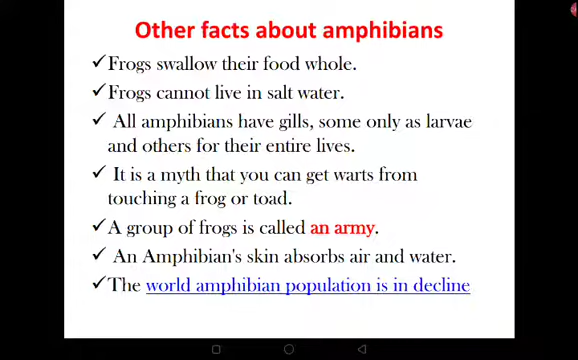 Other facts about amphibians
✓Frogs swallow their food whole.
✓Frogs cannot live in salt water.
✓ All amphibians have gills, some only as larvae
and others for their entire lives.
✓ It is a myth that you can get warts from
touching a frog or toad.
✓A group of frogs is called an army.
✓ An Amphibian's skin absorbs air and water.
✓The world amphibian population is in decline